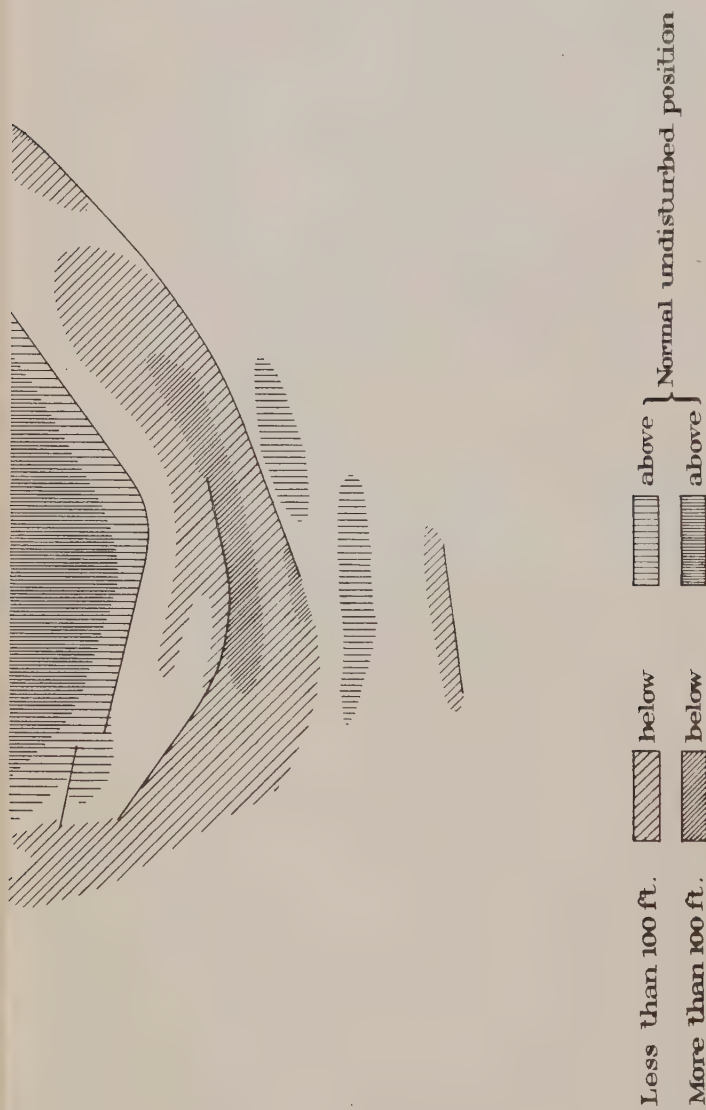 Less than 100 ft. below above } Normal undisturbed position
More than 100 ft. below above